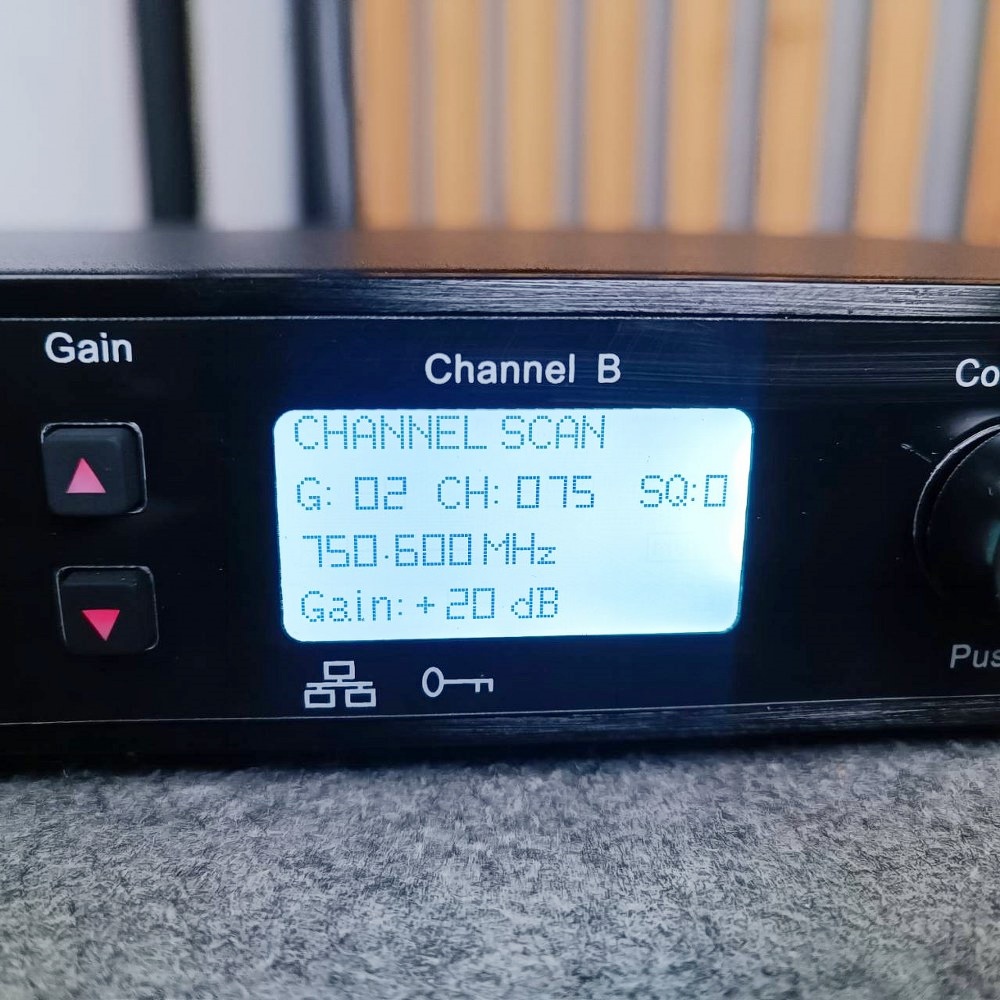 Gain
Channel B
CHANNEL SCAN
G: 02 CH: 075 SQ:0
750.600 MHz
Gain: +20 dB